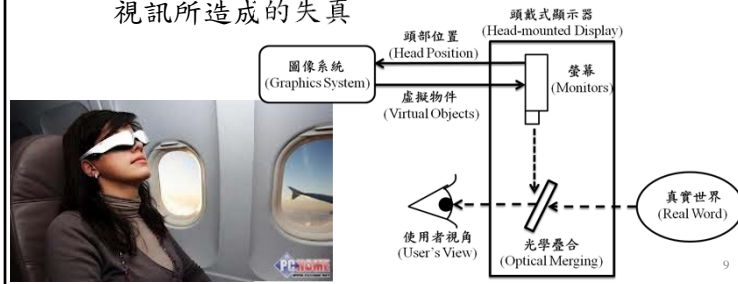 視訊所造成的失真
頭戴式顯示器
(Head-mounted Display)
頭部位置
(Head Position)
圖像系統
(Graphics System)
虛擬物件
(Virtual Objects)
螢幕
(Monitors)
真實世界
(Real Word)
使用者視角
(User's View)
光學疊合
(Optical Merging)
PC HOME
9